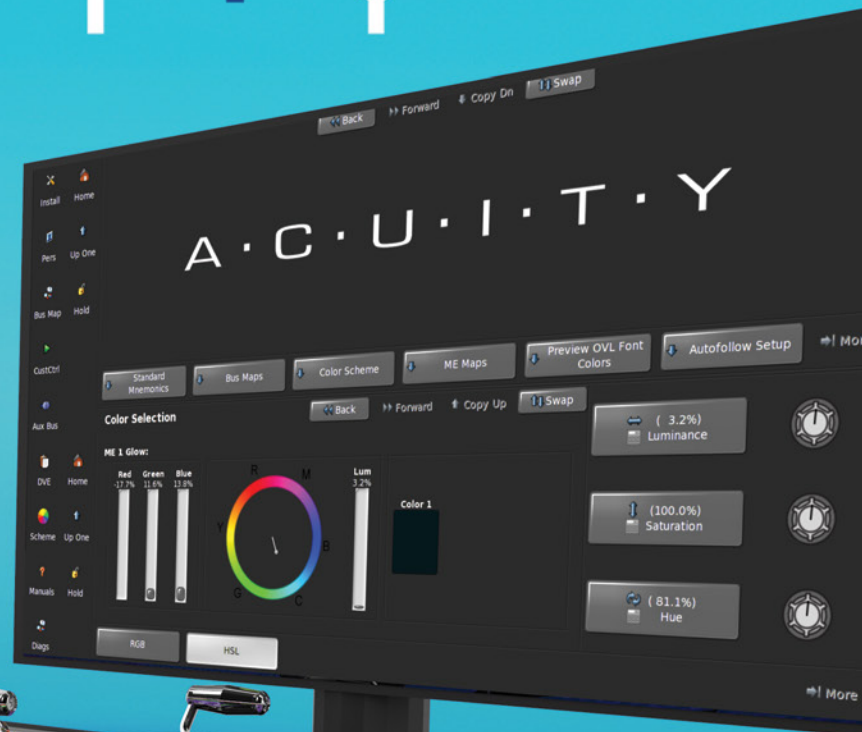 Back
Forward
Copy Dn
Swap
Install
Home
Pers
Up One
Bus Map
Hold
CustCtrl
Aux Bus
DVE
Home
Scheme
Up One
Manuals
Hold
Diags
A·C·U·I·T·Y
Standard
Mnemonics
Bus Maps
Color Scheme
ME Maps
Preview OVL Font
Colors
Autofollow Setup
Color Selection
Back
Forward
Copy Up
Swap
ME 1 Glow:
Red
-17.7%
Green
11.6%
Blue
13.8%
R
M
B
C
G
Y
Lum
3.2%
Color 1
( 3.2%)
Luminance
(100.0%)
Saturation
( 81.1%)
Hue
RGB
HSL
More